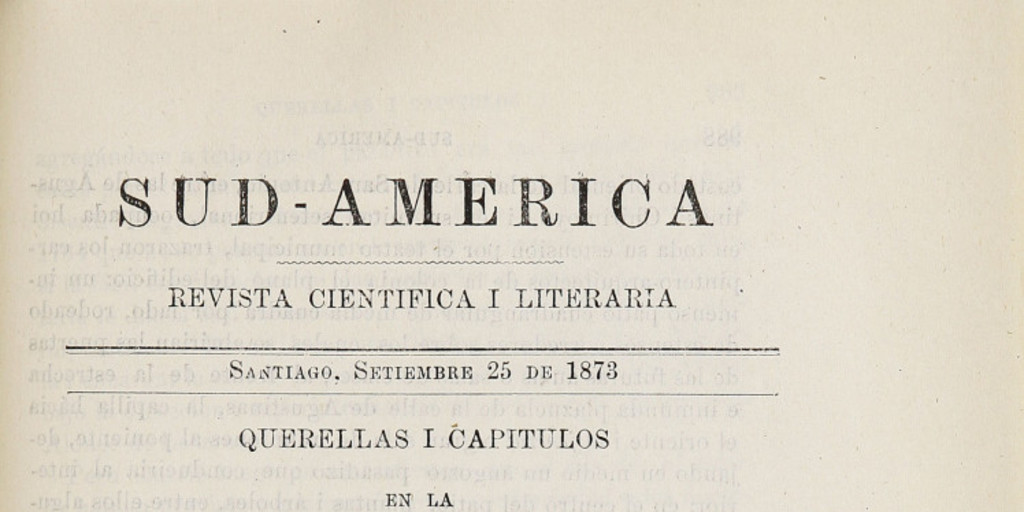 SUD-AMERICA
REVISTA CIENTIFICA I LITERARIA
SANTIAGO, SETIEMBRE 25 DE 1873
QUERELLAS I CAPITULOS
EN LA